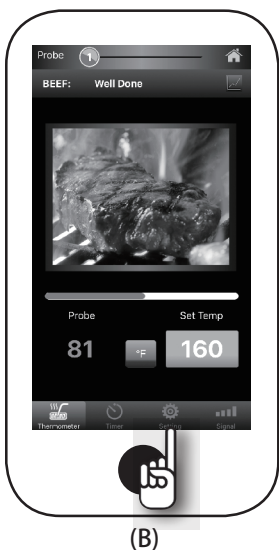 Probe 1
BEEF: Well Done
Probe Set Temp
81 °F 160
Thermometer Timer Setting Signal
(B)